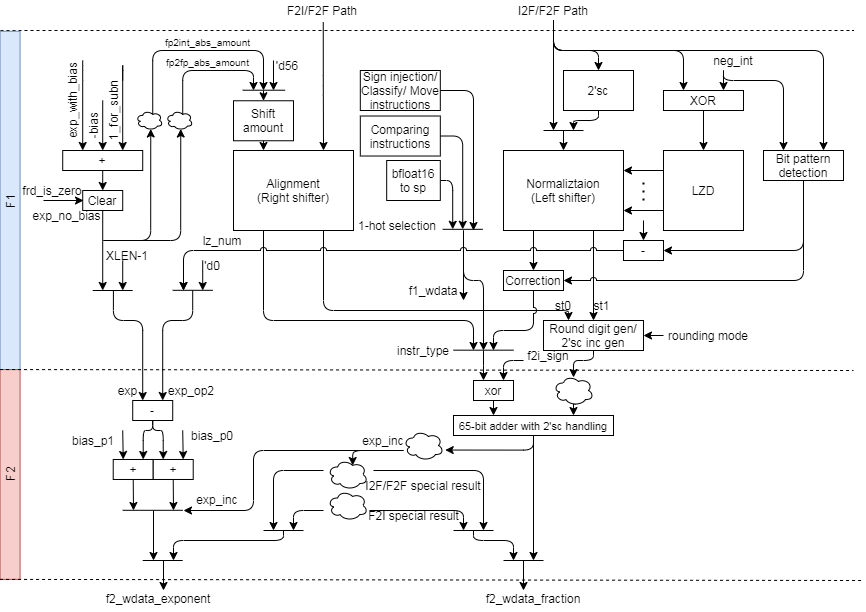 F2I/F2F Path
I2F/F2F Path
fp2int_abs_amount
fp2fp_abs_amount
'd56
exp_with_bias
-bias
1_for_subn
+
Shift
amount
Sign injection/
Classify/ Move
instructions
Comparing
instructions
bfloat16
to sp
2'sc
neg_int
XOR
Bit pattern
detection
F1
frd_is_zero
Clear
exp_no_bias
Alignment
(Right shifter)
Normaliztaion
(Left shifter)
LZD
1-hot selection
XLEN-1
lz_num
'd0
-
Correction
f1_wdata
st0
st1
Round digit gen/
2'sc inc gen
rounding mode
instr_type
f2i_sign
F2
exp
exp_op2
-
xor
65-bit adder with 2'sc handling
bias_p1
bias_p0
+
+
exp_inc
exp_inc
I2F/F2F special result
F2I special result
f2_wdata_exponent
f2_wdata_fraction